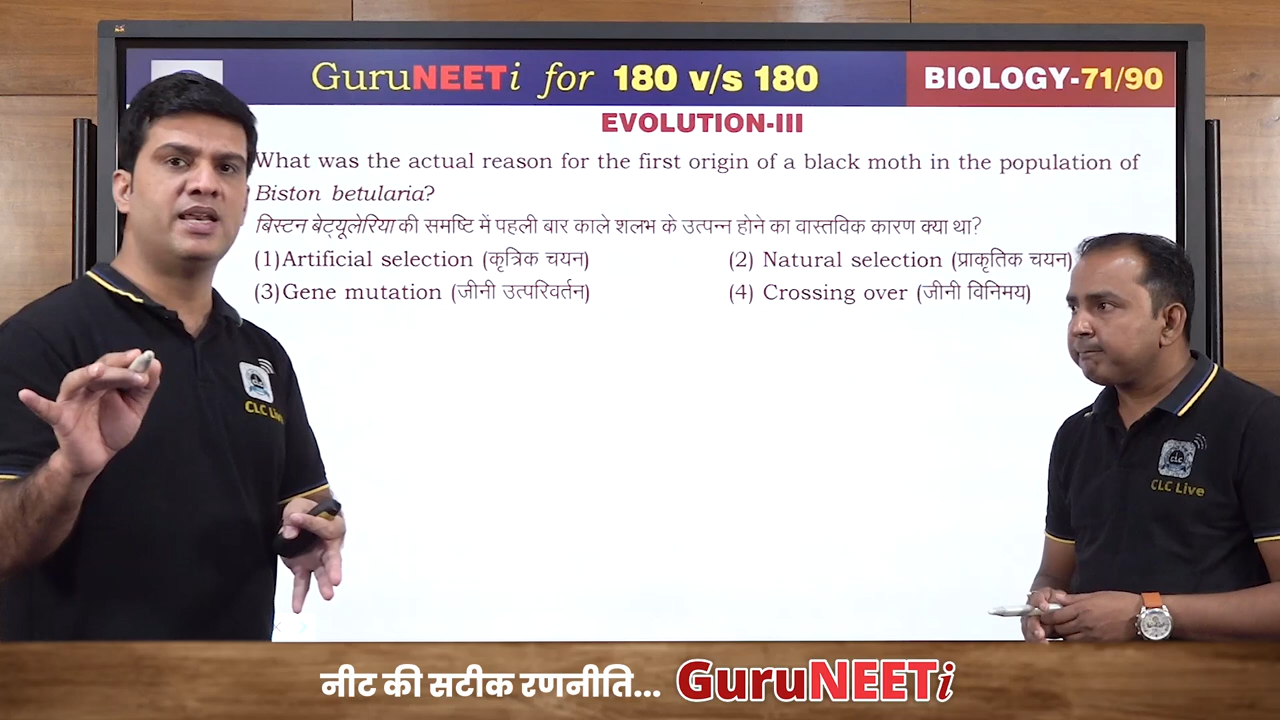 GuruNEETi for 180 v/s 180
BIOLOGY-71/90
EVOLUTION-III
What was the actual reason for the first origin of a black moth in the population of
Biston betularia?
बिस्टन बेट्यूलेरिया की समष्टि में पहली बार काले शलभ के उत्पन्न होने का वास्तविक कारण क्या था?
(1)Artificial selection (कृत्रिक चयन) (2) Natural selection (प्राकृतिक चयन)
(3)Gene mutation (जीनी उत्परिवर्तन) (4) Crossing over (जीनी विनिमय)
CLC Live
CLC
CLC Live
नीट की सटीक रणनीति... GuruNEETi